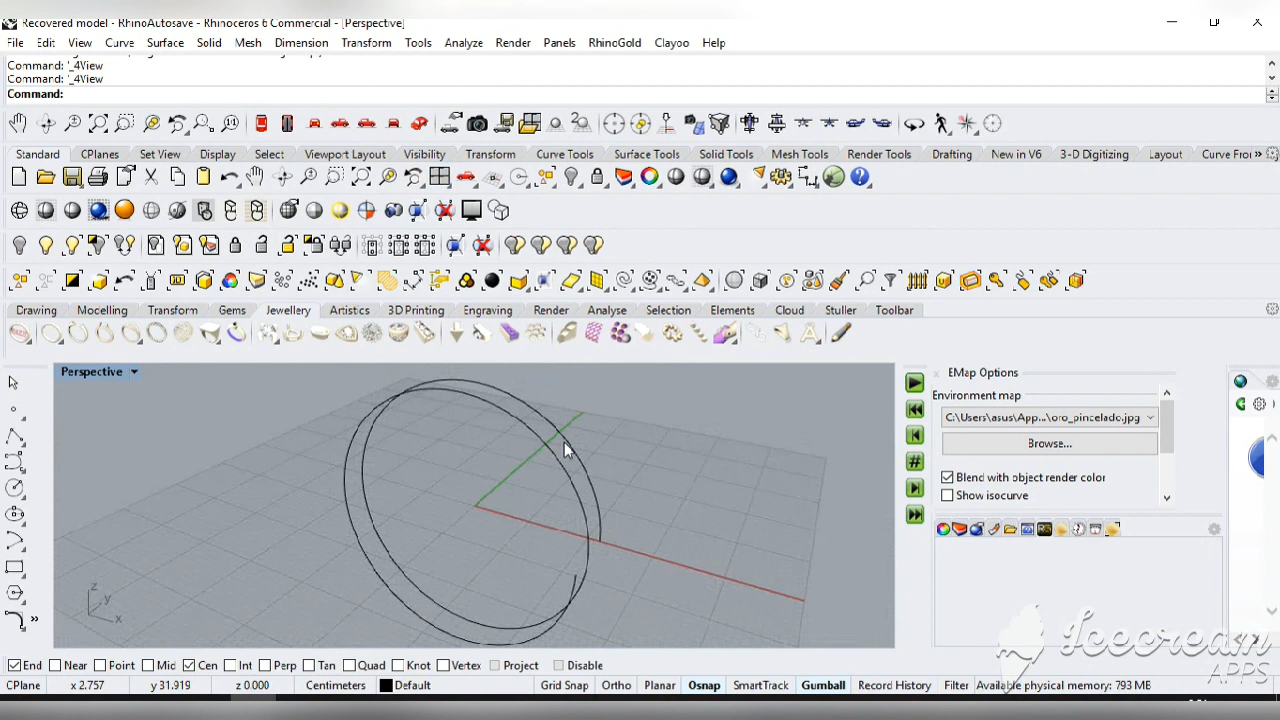 Recovered model - RhinoAutosave - Rhinoceros 6 Commercial - [Perspective]
File Edit View Curve Surface Solid Mesh Dimension Transform Tools Analyze Render Panels RhinoGold Clayoo Help
Command: '_4View
Command: '_4View
Command:
Standard CPlanes Set View Display Select Viewport Layout Visibility Transform Curve Tools Surface Tools Solid Tools Mesh Tools Render Tools Drafting New in V6 3-D Digitizing Layout Curve Fro
Drawing Modelling Transform Gems Jewellery Artistics 3D Printing Engraving Render Analyse Selection Elements Cloud Stuller Toolbar
Perspective
EMap Options
Environment map
C:\Users\asus\App...\oro_pincelado.jpg
Browse...
Blend with object render color
Show isocurve
z
y
x
Icecream
APPS
End Near Point Mid Cen Int Perp Tan Quad Knot Vertex Project Disable
CPlane x 2.757 y 31.919 z 0.000 Centimeters Default Grid Snap Ortho Planar Osnap SmartTrack Gumball Record History Filter Available physical memory: 793 MB